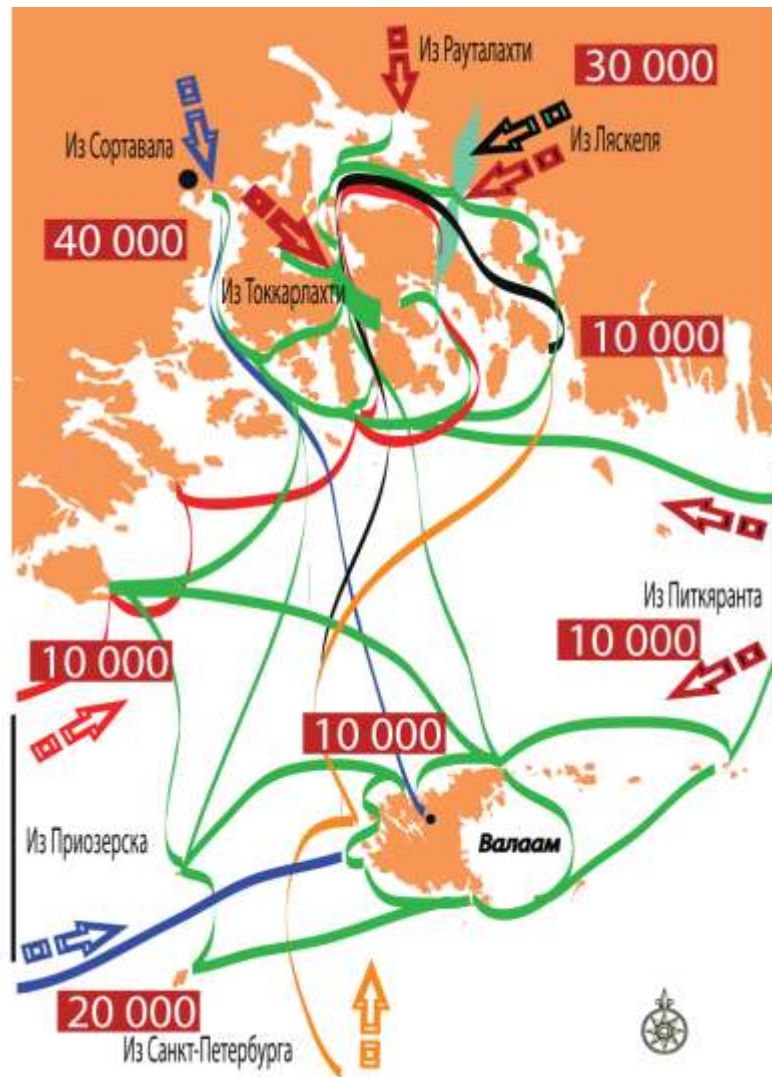 Из Рауталахти
30 000
Из Сортавала
Из Ляскеля
40 000
Из Токкарлахти
10 000
Из Питкяранта
10 000
10 000
10 000
Из Приозерска
Валаам
20 000
Из Санкт-Петербурга